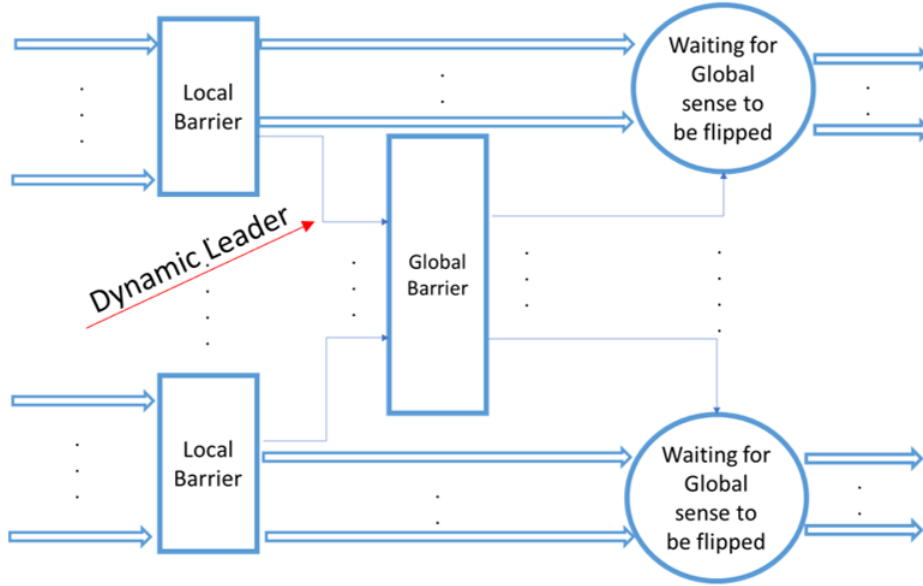 Local
Barrier
Waiting for
Global
sense to
be flipped
Dynamic Leader
Global
Barrier
Local
Barrier
Waiting for
Global
sense to
be flipped